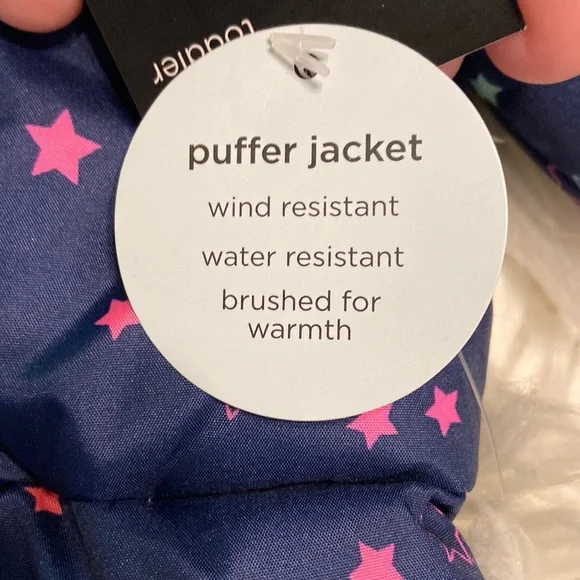 toddler
puffer jacket
wind resistant
water resistant
brushed for
warmth